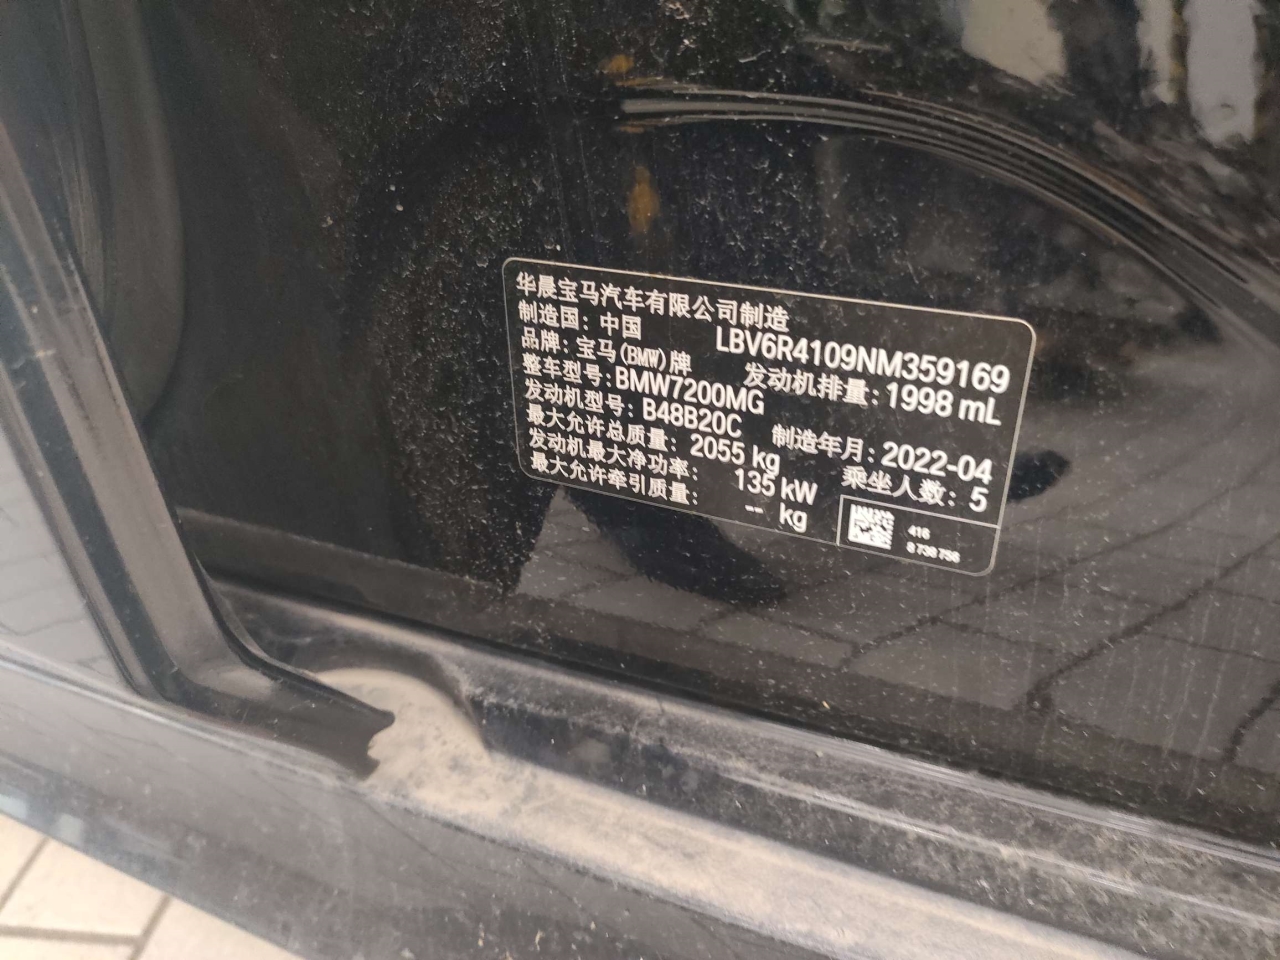 华晨宝马汽车有限公司制造
制造国：中国 LBV6R4109NM359169
品牌：宝马(BMW)牌 发动机排量：1998 mL
整车型号：BMW7200MG
发动机型号：B48B20C 制造年月：2022-04
最大允许总质量：2055 kg 乘坐人数：5
发动机最大净功率：135 kW
最大允许牵引质量：-- kg
416
8 730 756